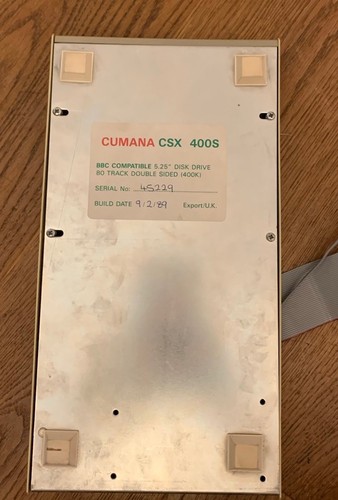 CUMANA CSX 400S
BBC COMPATIBLE 5.25" DISK DRIVE
80 TRACK DOUBLE SIDED (400K)
SERIAL No: 45229
BUILD DATE 9/2/89 Export/U.K.